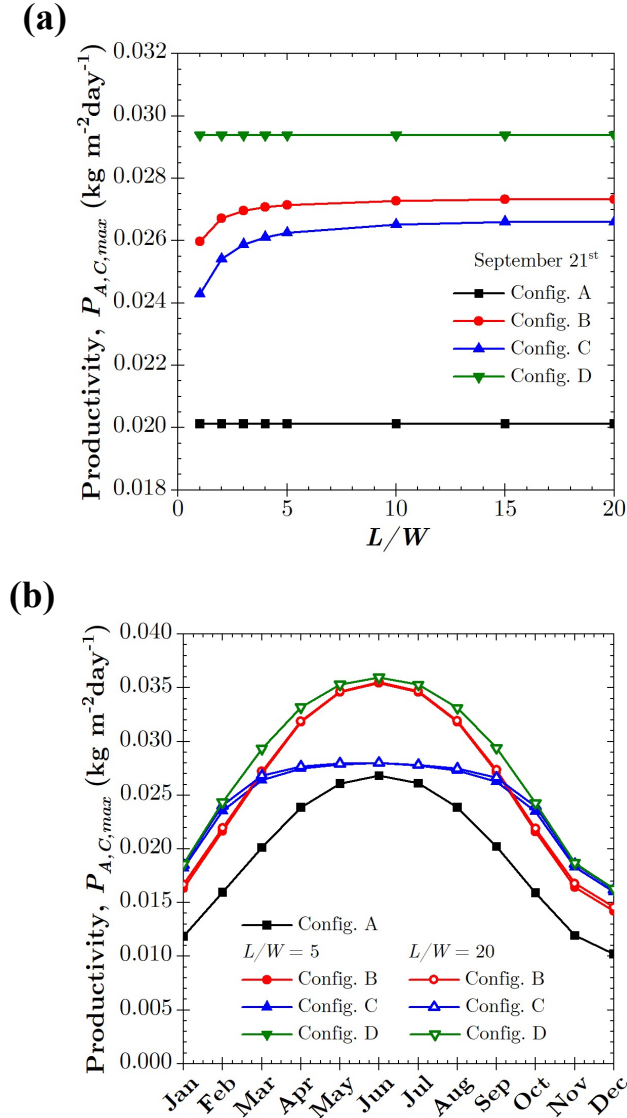 (a)
0.032
0.030
0.028
0.026
0.024
0.022
0.020
0.018
Productivity, P_{A,C,max} (kg m⁻²day⁻¹)
September 21ˢᵗ
Config. A
Config. B
Config. C
Config. D
0 5 10 15 20
L/W
(b)
0.040
0.035
0.030
0.025
0.020
0.015
0.010
0.005
0.000
Productivity, P_{A,C,max} (kg m⁻²day⁻¹)
Config. A
L/W = 5 L/W = 20
Config. B Config. B
Config. C Config. C
Config. D Config. D
Jan Feb Mar Apr May Jun Jul Aug Sep Oct Nov Dec